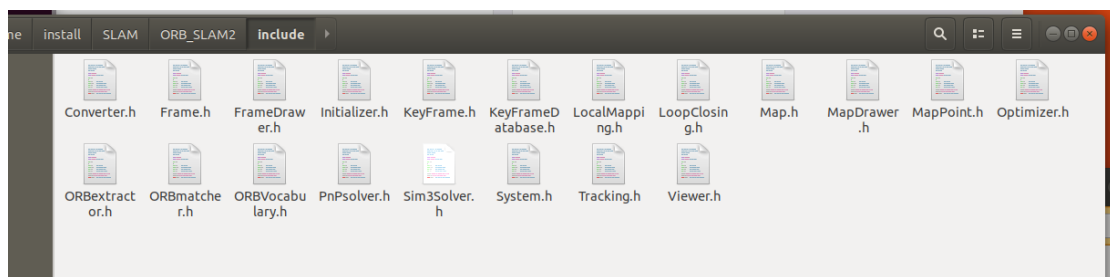 me install SLAM ORB_SLAM2 include
Converter.h Frame.h FrameDraw Initializer.h KeyFrame.h KeyFrameD LocalMappi LoopClosin Map.h MapDrawer MapPoint.h Optimizer.h
er.h atabase.h ng.h g.h .h
ORBextract ORBmatche ORBVocabu PnPsolver.h Sim3Solver. System.h Tracking.h Viewer.h
or.h r.h lary.h h